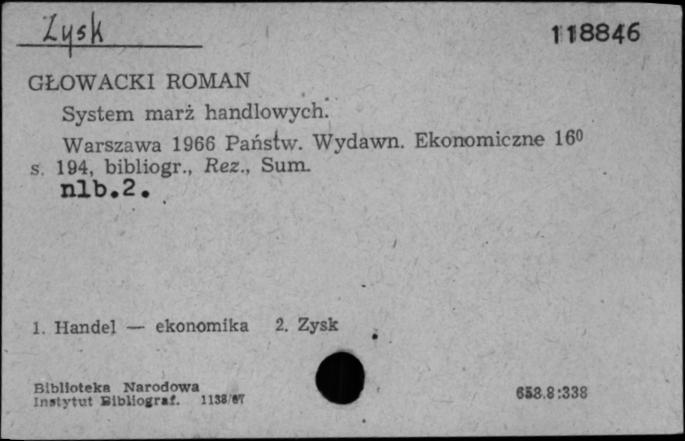 Zysk
118846
GŁOWACKI ROMAN
System marż handlowych.
Warszawa 1966 Państw. Wydawn. Ekonomiczne 16⁰
s. 194, bibliogr., Rez., Sum.
nlb.2.
1. Handel — ekonomika 2. Zysk
Biblioteka Narodowa
Instytut Bibliograf. 1138/67
658.8:338